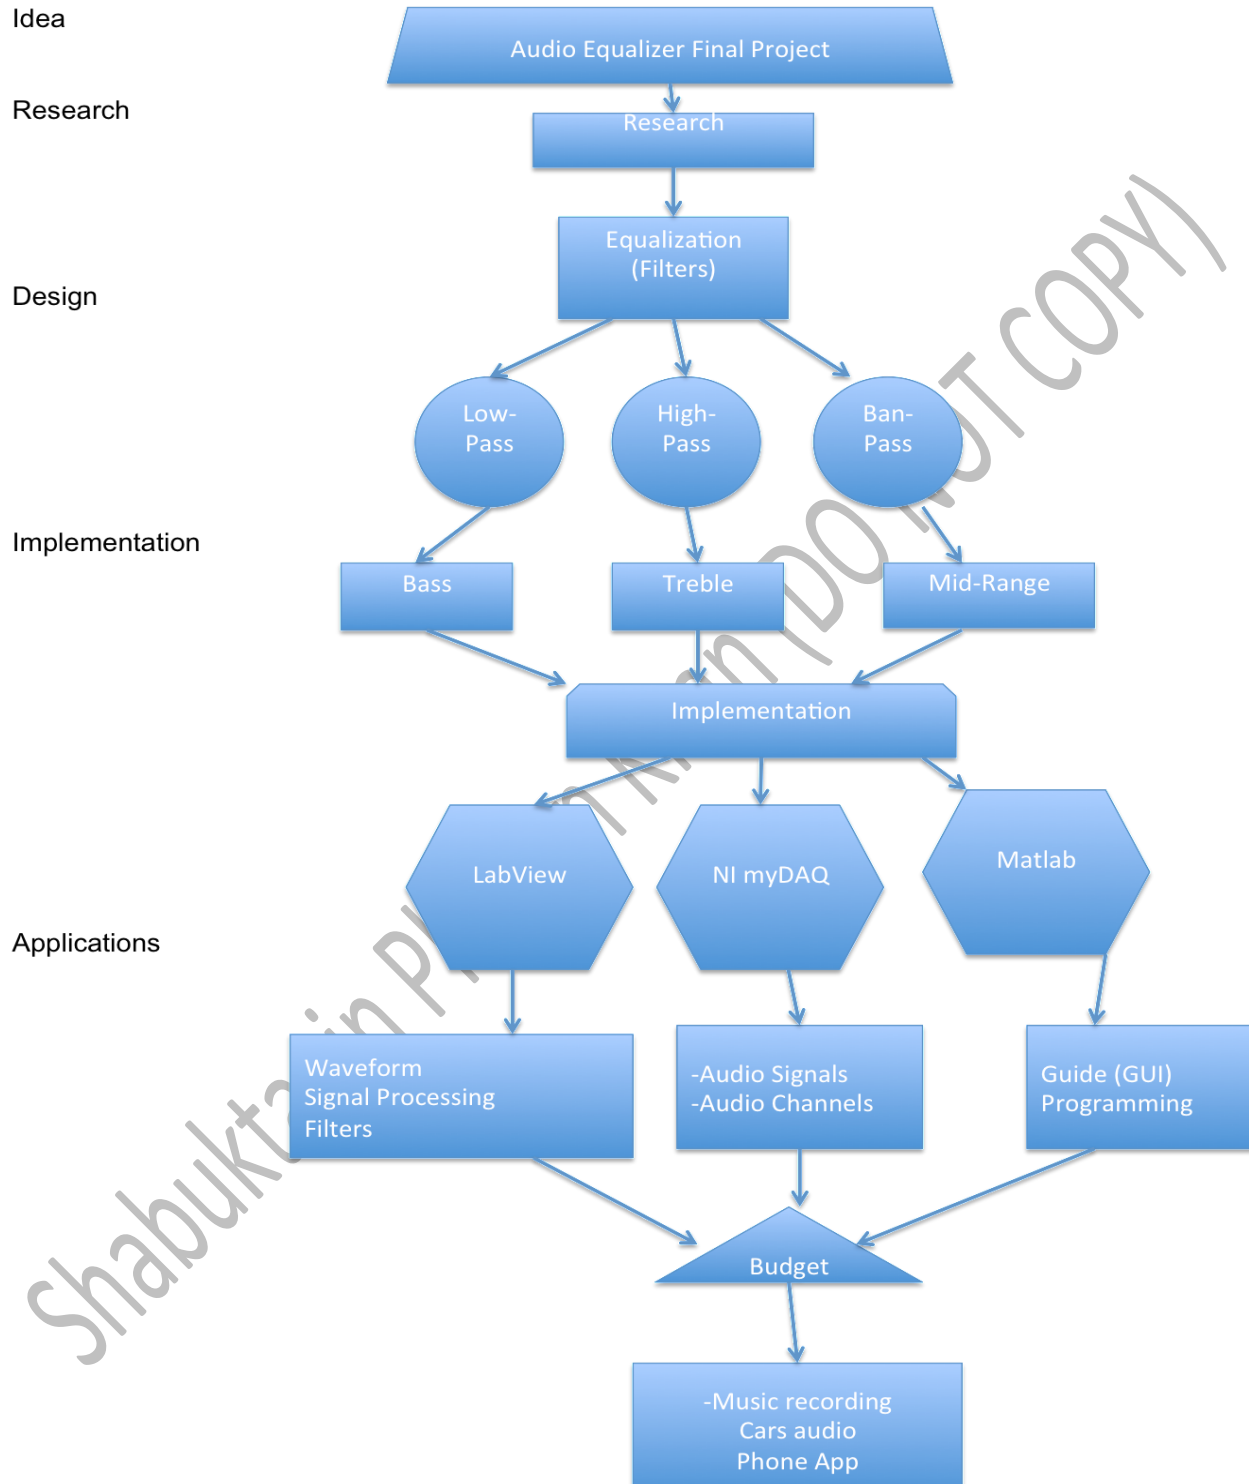 Idea
Audio Equalizer Final Project
Research
Research
Equalization
(Filters)
Design
Low-
Pass
High-
Pass
Ban-
Pass
Implementation
Bass
Treble
Mid-Range
Implementation
LabView
NI myDAQ
Matlab
Applications
Waveform
Signal Processing
Filters
-Audio Signals
-Audio Channels
Guide (GUI)
Programming
Budget
-Music recording
Cars audio
Phone App
(DO NOT COPY)